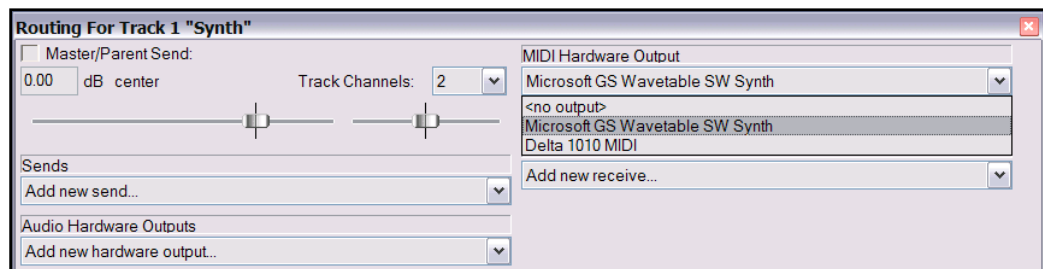 Routing For Track 1 "Synth"
Master/Parent Send:
0.00 dB center Track Channels: 2
Sends
Add new send...
Audio Hardware Outputs
Add new hardware output...
MIDI Hardware Output
Microsoft GS Wavetable SW Synth
<no output>
Microsoft GS Wavetable SW Synth
Delta 1010 MIDI
Add new receive...